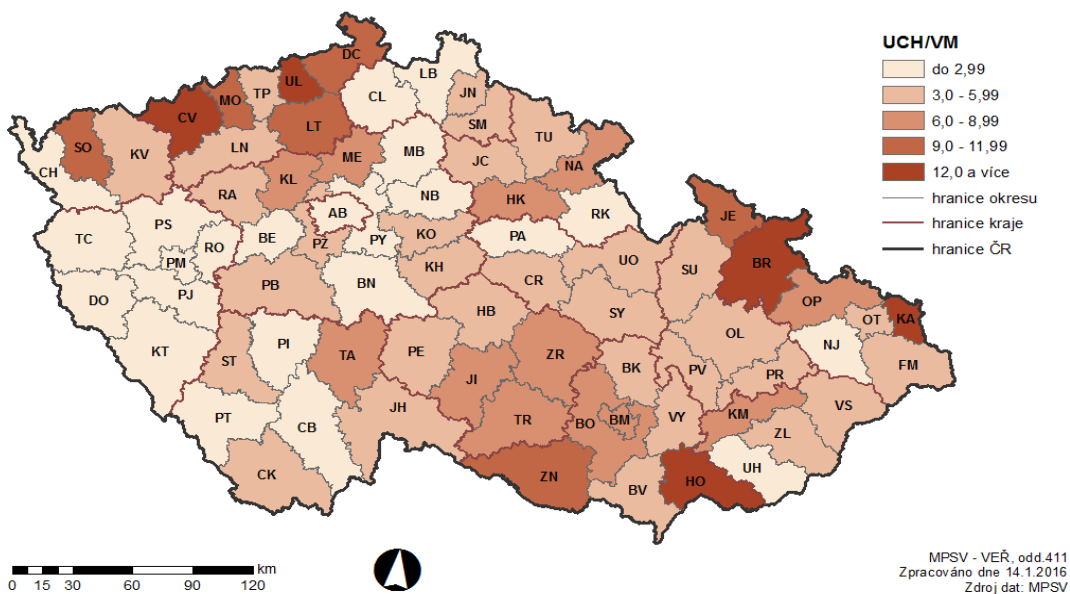 UCH/VM
do 2,99
3,0 - 5,99
6,0 - 8,99
9,0 - 11,99
12,0 a více
hranice okresu
hranice kraje
hranice ČR
DC
LB
UL
MO
TP
CL
JN
CV
LT
SM
TU
SO
KV
LN
ME
MB
JC
NA
CH
KL
RA
NB
HK
RK
AB
JE
TC
PS
RO
BE
PZ
PY
KO
PA
PM
UO
SU
BR
DO
PJ
PB
BN
KH
CR
OP
OT
KA
KT
ST
PI
TA
PE
HB
SY
OL
NJ
FM
ZR
BK
PV
PR
JI
PT
CB
JH
TR
BO
BM
VY
KM
VS
ZL
CK
ZN
BV
HO
UH
km
0 15 30 60 90 120
MPSV - VEŘ, odd.411
Zpracováno dne 14.1.2016
Zdroj dat: MPSV